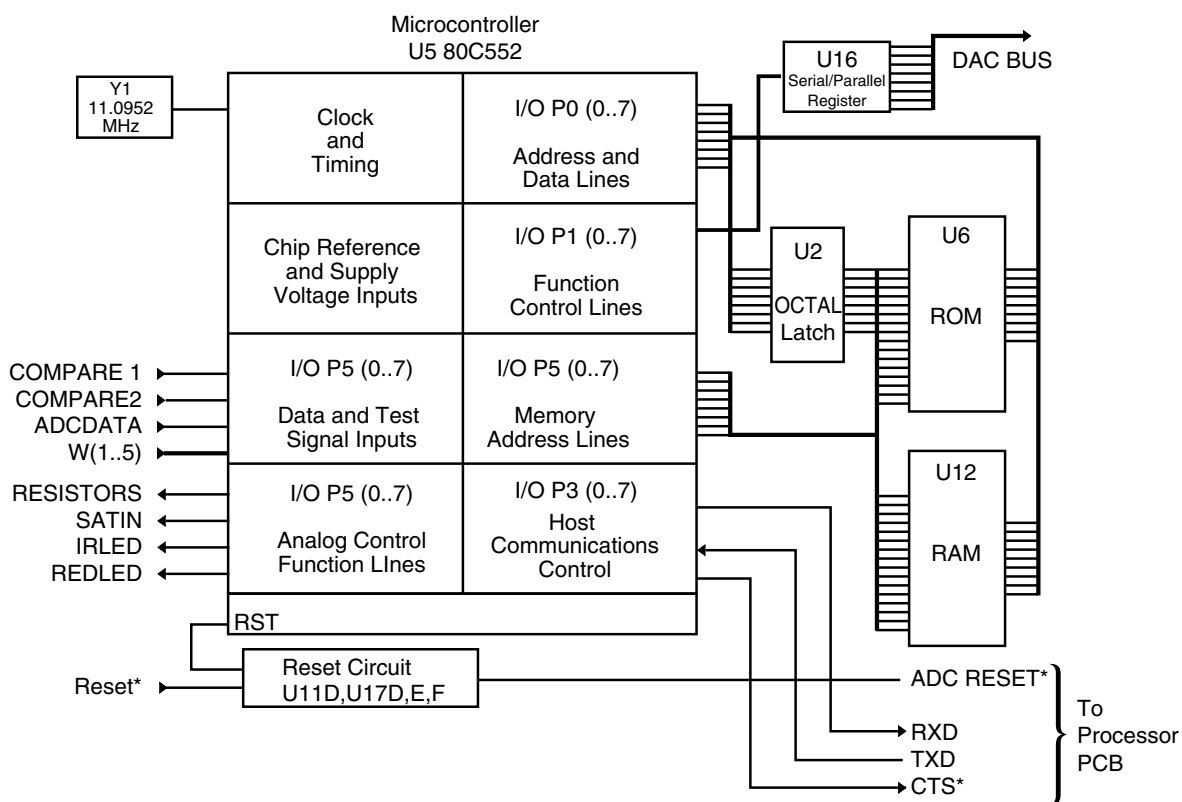 Microcontroller
U5 80C552
Y1
11.0952
MHz
Clock
and
Timing
I/O P0 (0..7)
Address and
Data Lines
U16
Serial/Parallel
Register
DAC BUS
Chip Reference
and Supply
Voltage Inputs
I/O P1 (0..7)
Function
Control Lines
U2
OCTAL
Latch
U6
ROM
COMPARE 1
COMPARE2
ADCDATA
W(1..5)
I/O P5 (0..7)
Data and Test
Signal Inputs
I/O P5 (0..7)
Memory
Address Lines
RESISTORS
SATIN
IRLED
REDLED
I/O P5 (0..7)
Analog Control
Function LInes
I/O P3 (0..7)
Host
Communications
Control
U12
RAM
RST
Reset*
Reset Circuit
U11D,U17D,E,F
ADC RESET*
RXD
TXD
CTS*
To
Processor
PCB